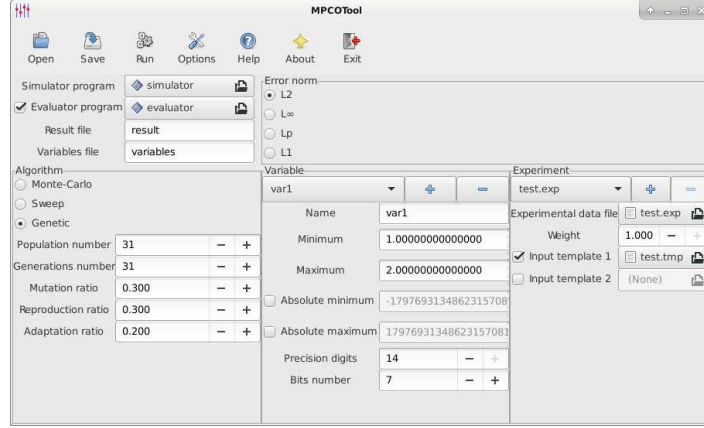 MPCOTool
Open Save Run Options Help About Exit
Simulator program simulator
Evaluator program evaluator
Result file result
Variables file variables
Error norm
L2
L∞
Lp
L1
Algorithm
Monte-Carlo
Sweep
Genetic
Population number 31 − +
Generations number 31 − +
Mutation ratio 0.300 − +
Reproduction ratio 0.300 − +
Adaptation ratio 0.200 − +
Variable
var1
Name var1
Minimum 1.00000000000000
Maximum 2.00000000000000
Absolute minimum -1797693134862315708
Absolute maximum 17976931348623157081
Precision digits 14 − +
Bits number 7 − +
Experiment
test.exp
Experimental data file test.exp
Weight 1.000 − +
Input template 1 test.tmp
Input template 2 (None)